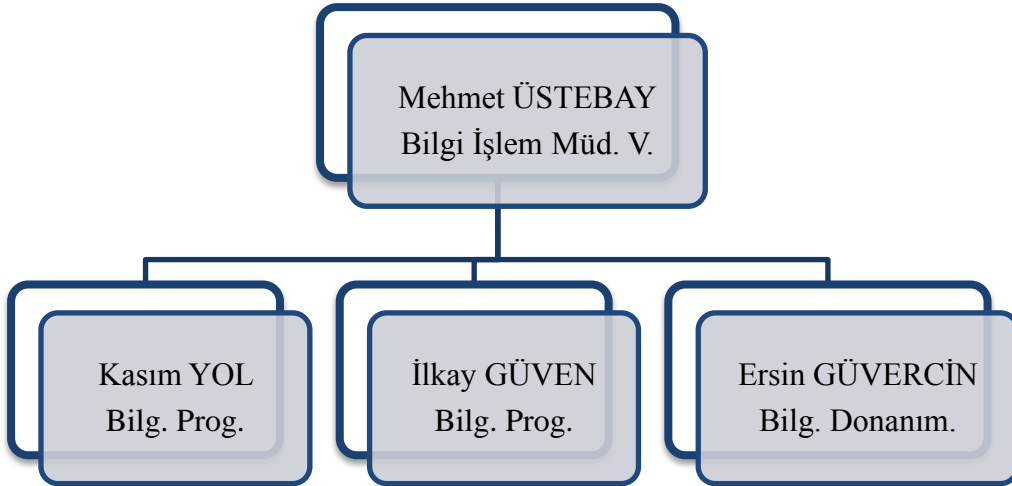 Mehmet ÜSTEBAY
Bilgi İşlem Müd. V.
Kasım YOL
Bilg. Prog.
İlkay GÜVEN
Bilg. Prog.
Ersin GÜVERCİN
Bilg. Donanım.